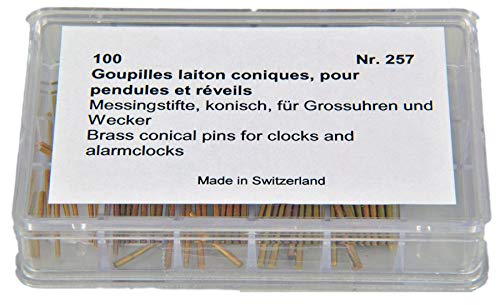 100 Nr. 257
Goupilles laiton coniques, pour
pendules et réveils
Messingstifte, konisch, für Grossuhren und
Wecker
Brass conical pins for clocks and
alarmclocks
Made in Switzerland